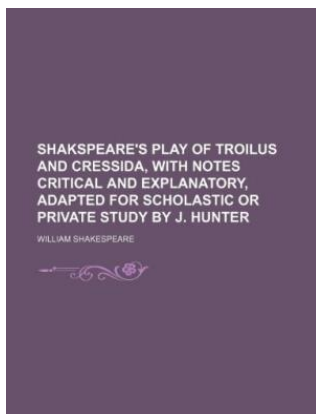 SHAKSPEARE'S PLAY OF TROILUS
AND CRESSIDA, WITH NOTES
CRITICAL AND EXPLANATORY,
ADAPTED FOR SCHOLASTIC OR
PRIVATE STUDY BY J. HUNTER
WILLIAM SHAKESPEARE